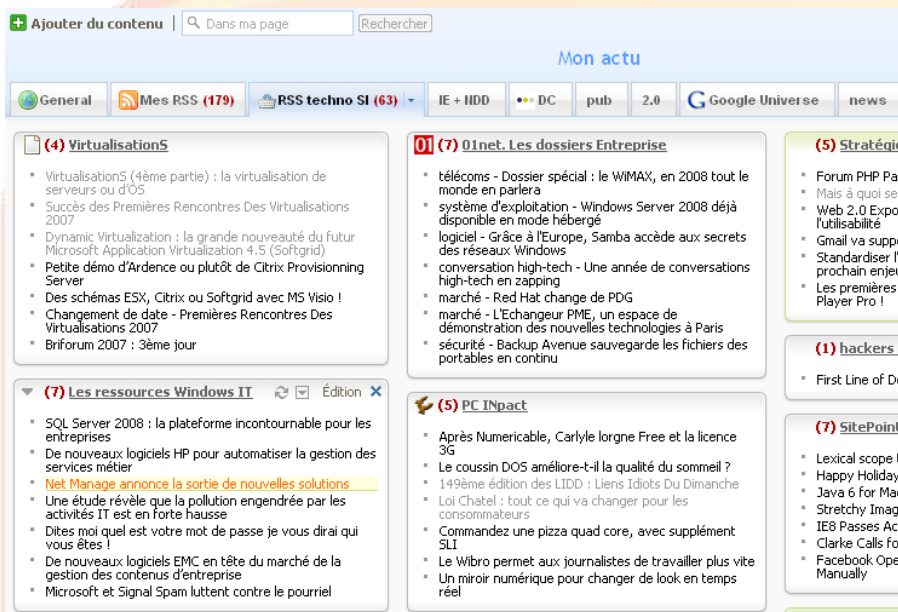 Ajouter du contenu | Dans ma page Rechercher
Mon actu
General Mes RSS (179) RSS techno SI (63) IE + HDD DC pub 2.0 Google Universe news
(4) VirtualisationS
VirtualisationS (4ème partie) : la virtualisation de
serveurs ou d'OS
Succès des Premières Rencontres Des Virtualisations
2007
Dynamic Virtualization : la grande nouveauté du futur
Microsoft Application Virtualization 4.5 (Softgrid)
Petite démo d'Ardence ou plutôt de Citrix Provisionning
Server
Des schémas ESX, Citrix ou Softgrid avec MS Visio !
Changement de date - Premières Rencontres Des
Virtualisations 2007
Briforum 2007 : 3ème jour
(7) Les ressources Windows IT Édition
SQL Server 2008 : la plateforme incontournable pour les
entreprises
De nouveaux logiciels HP pour automatiser la gestion des
services métier
Net Manage annonce la sortie de nouvelles solutions
Une étude révèle que la pollution engendrée par les
activités IT est en forte hausse
Dites moi quel est votre mot de passe je vous dirai qui
vous êtes !
De nouveaux logiciels EMC en tête du marché de la
gestion des contenus d'entreprise
Microsoft et Signal Spam luttent contre le pourriel
01 (7) 01net. Les dossiers Entreprise
télécoms - Dossier spécial : le WiMAX, en 2008 tout le
monde en parlera
système d'exploitation - Windows Server 2008 déjà
disponible en mode hébergé
logiciel - Grâce à l'Europe, Samba accède aux secrets
des réseaux Windows
conversation high-tech - Une année de conversations
high-tech en zapping
marché - Red Hat change de PDG
marché - L'Echangeur PME, un espace de
démonstration des nouvelles technologies à Paris
sécurité - Backup Avenue sauvegarde les fichiers des
portables en continu
(5) PC INpact
Après Numericable, Carlyle lorgne Free et la licence
3G
Le coussin DOS améliore-t-il la qualité du sommeil ?
149ème édition des LIDD : Liens Idiots Du Dimanche
Loi Chatel : tout ce qui va changer pour les
consommateurs
Commandez une pizza quad core, avec supplément
SLI
Le Wibro permet aux journalistes de travailler plus vite
Un miroir numérique pour changer de look en temps
réel
(5) Stratégi
Forum PHP Pa
Mais à quoi se
Web 2.0 Expo
l'utilisabilité
Gmail va supp
Standardiser l'
prochain enjeu
Les premières
Player Pro !
(1) hackers
First Line of D
(7) SitePoint
Lexical scope
Happy Holiday
Java 6 for Mac
Stretchy Imag
IE8 Passes Ac
Clarke Calls fo
Facebook Ope
Manually